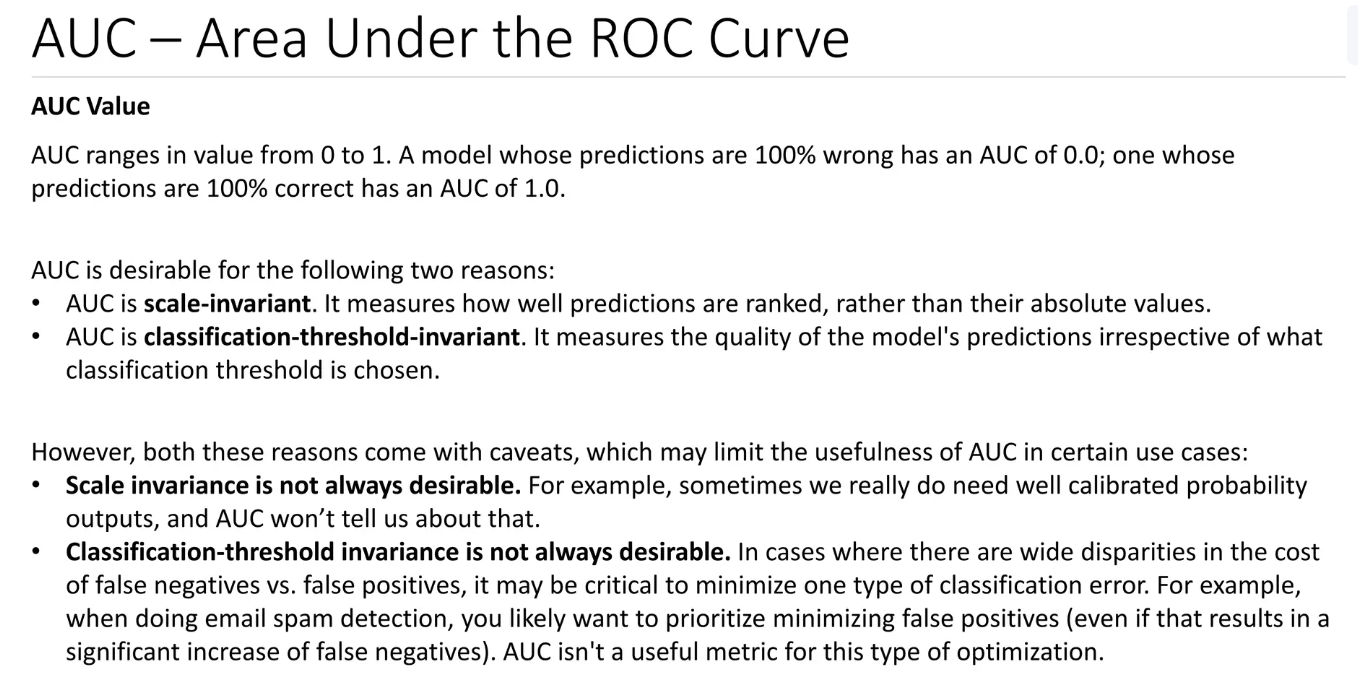 AUC – Area Under the ROC Curve
AUC Value
AUC ranges in value from 0 to 1. A model whose predictions are 100% wrong has an AUC of 0.0; one whose
predictions are 100% correct has an AUC of 1.0.
AUC is desirable for the following two reasons:
• AUC is scale-invariant. It measures how well predictions are ranked, rather than their absolute values.
• AUC is classification-threshold-invariant. It measures the quality of the model's predictions irrespective of what
classification threshold is chosen.
However, both these reasons come with caveats, which may limit the usefulness of AUC in certain use cases:
• Scale invariance is not always desirable. For example, sometimes we really do need well calibrated probability
outputs, and AUC won’t tell us about that.
• Classification-threshold invariance is not always desirable. In cases where there are wide disparities in the cost
of false negatives vs. false positives, it may be critical to minimize one type of classification error. For example,
when doing email spam detection, you likely want to prioritize minimizing false positives (even if that results in a
significant increase of false negatives). AUC isn't a useful metric for this type of optimization.